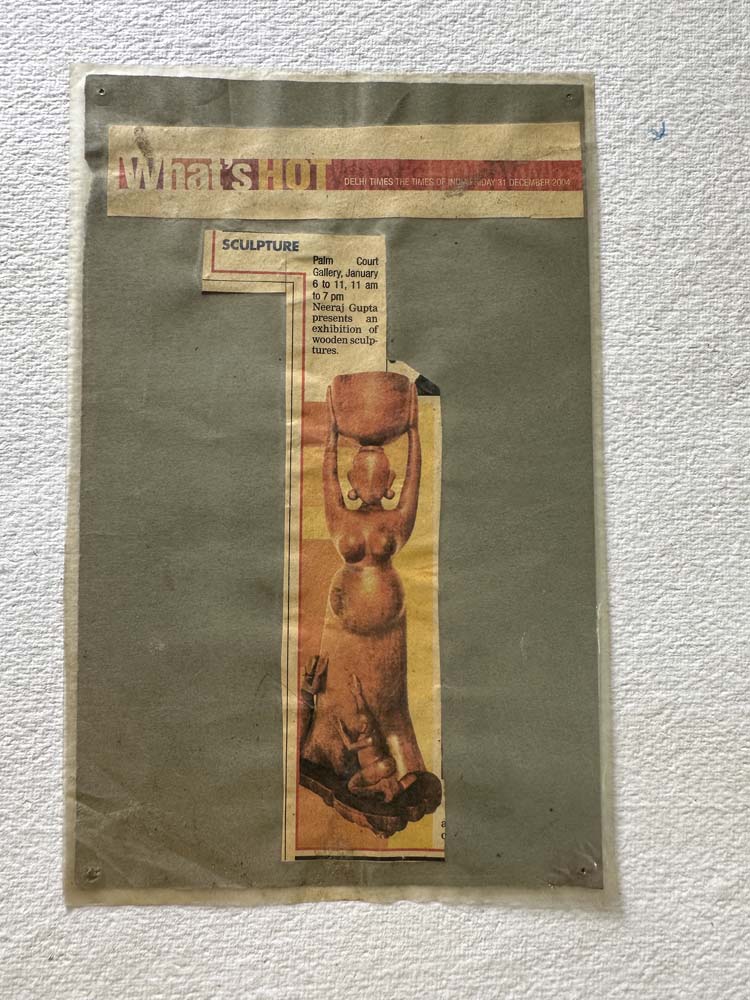 What's HOT
DELHI TIMES THE TIMES OF INDIA FRIDAY 31 DECEMBER 2004
SCULPTURE
Palm Court
Gallery, January
6 to 11, 11 am
to 7 pm
Neeraj Gupta
presents an
exhibition of
wooden sculp-
tures.
a